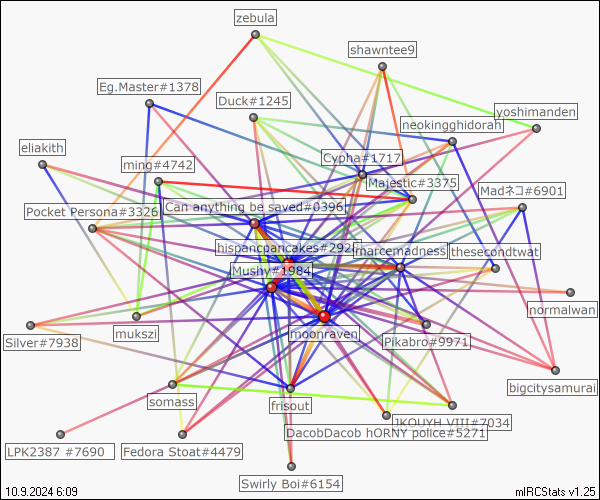 zebula
shawntee9
Eg.Master#1378
Duck#1245
yoshimanden
neokingghidorah
eliakith
Cypha#1717
ming#4742
Majestic#3375
Madネコ#6901
Can anything be saved#0396
Pocket Persona#3326
hispancpancakes#2928
marcemadness
thesecondtwat
Mushy#1984
normalwan
mukszi
moonraven
Silver#7938
Pikabro#9971
bigcitysamurai
somass
frisout
JKOUYH VIII#7034
DacobDacob hORNY police#5271
LPK2387 #7690
Fedora Stoat#4479
Swirly Boi#6154
10.9.2024 6:09
mIRCStats v1.25